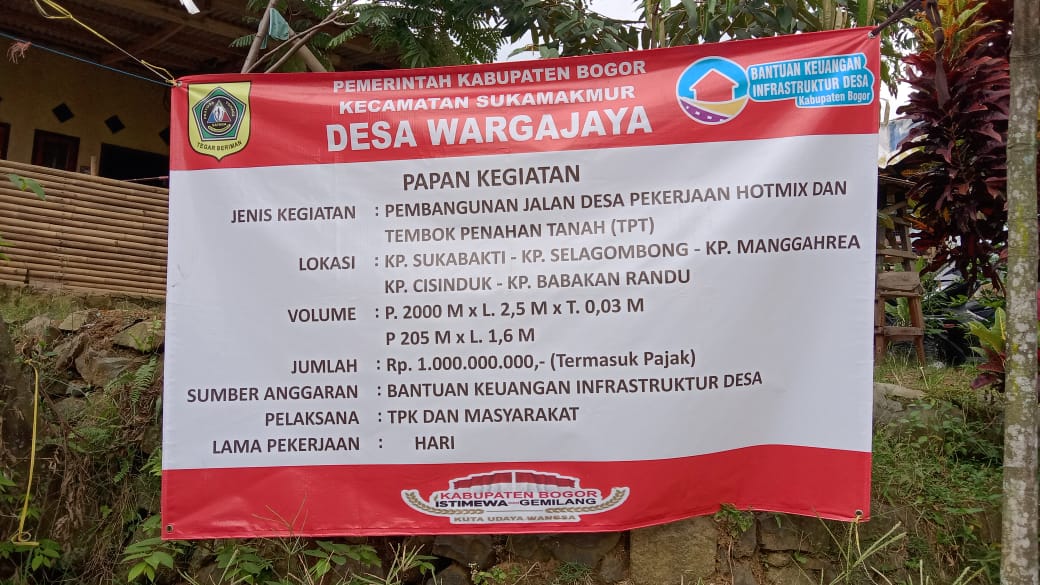 PEMERINTAH KABUPATEN BOGOR
KECAMATAN SUKAMAKMUR
DESA WARGAJAYA
TEGAR BERIMAN
BANTUAN KEUANGAN
INFRASTRUKTUR DESA
Kabupaten Bogor
PAPAN KEGIATAN
JENIS KEGIATAN : PEMBANGUNAN JALAN DESA PEKERJAAN HOTMIX DAN
TEMBOK PENAHAN TANAH (TPT)
LOKASI : KP. SUKABAKTI - KP. SELAGOMBONG - KP. MANGGAHREA
KP. CISINDUK - KP. BABAKAN RANDU
VOLUME : P. 2000 M x L. 2,5 M x T. 0,03 M
P 205 M x L. 1,6 M
JUMLAH : Rp. 1.000.000.000,- (Termasuk Pajak)
SUMBER ANGGARAN : BANTUAN KEUANGAN INFRASTRUKTUR DESA
PELAKSANA : TPK DAN MASYARAKAT
LAMA PEKERJAAN : HARI
KABUPATEN BOGOR
ISTIMEWA GEMILANG
KUTA UDAYA WANGSA